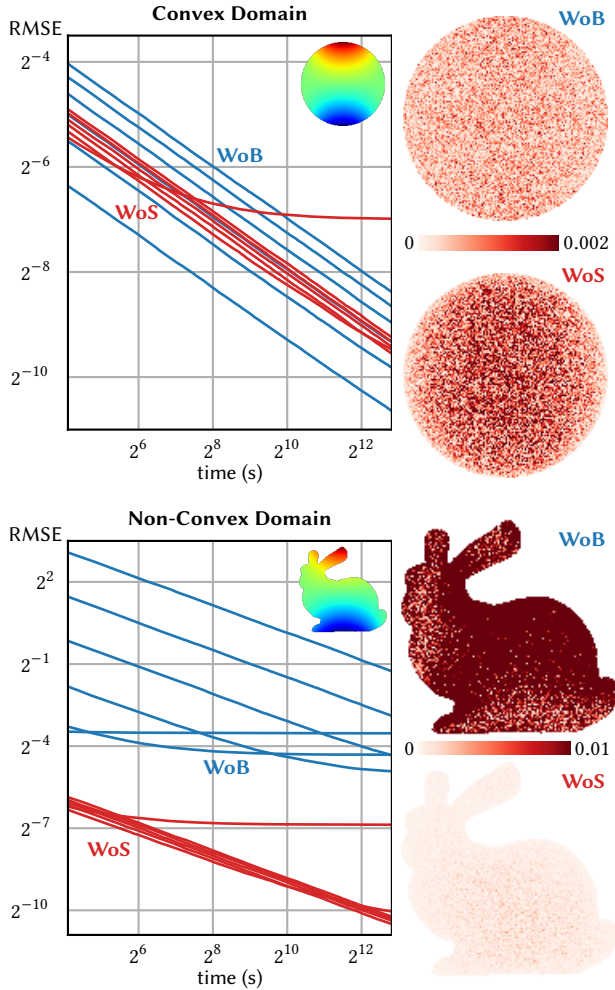 Convex Domain
RMSE
WoB
2^-4
2^-6
2^-8
2^-10
WoB
WoS
2^6 2^8 2^10 2^12
time (s)
0 0.002
WoS
Non-Convex Domain
RMSE
WoB
2^2
2^-1
2^-4
2^-7
2^-10
WoB
WoS
2^6 2^8 2^10 2^12
time (s)
0 0.01
WoS